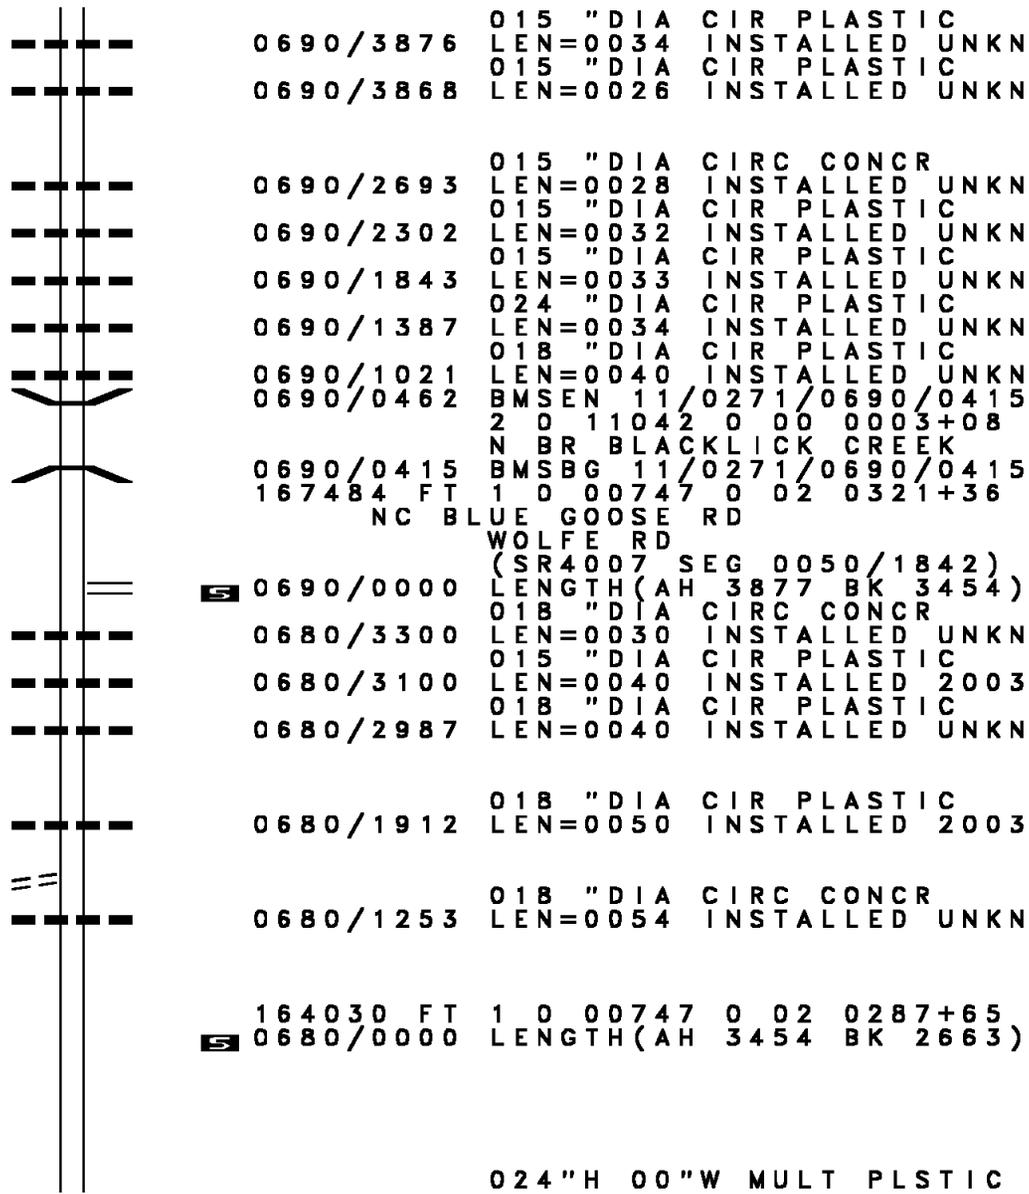 015 "DIA CIR PLASTIC
0690/3876 LEN=0034 INSTALLED UNKN
015 "DIA CIR PLASTIC
0690/3868 LEN=0026 INSTALLED UNKN
015 "DIA CIRC CONCR
0690/2693 LEN=0028 INSTALLED UNKN
015 "DIA CIR PLASTIC
0690/2302 LEN=0032 INSTALLED UNKN
015 "DIA CIR PLASTIC
0690/1843 LEN=0033 INSTALLED UNKN
024 "DIA CIR PLASTIC
0690/1387 LEN=0034 INSTALLED UNKN
018 "DIA CIR PLASTIC
0690/1021 LEN=0040 INSTALLED UNKN
0690/0462 BMSEN 11/0271/0690/0415
2 0 11042 0 00 0003+08
N BR BLACKLICK CREEK
0690/0415 BMSBG 11/0271/0690/0415
167484 FT 1 0 00747 0 02 0321+36
NC BLUE GOOSE RD
WOLFE RD
(SR4007 SEG 0050/1842)
S 0690/0000 LENGTH(AH 3877 BK 3454)
018 "DIA CIRC CONCR
0680/3300 LEN=0030 INSTALLED UNKN
015 "DIA CIR PLASTIC
0680/3100 LEN=0040 INSTALLED 2003
018 "DIA CIR PLASTIC
0680/2987 LEN=0040 INSTALLED UNKN
018 "DIA CIR PLASTIC
0680/1912 LEN=0050 INSTALLED 2003
018 "DIA CIRC CONCR
0680/1253 LEN=0054 INSTALLED UNKN
164030 FT 1 0 00747 0 02 0287+65
S 0680/0000 LENGTH(AH 3454 BK 2663)
024"H 00"W MULT PLSTIC